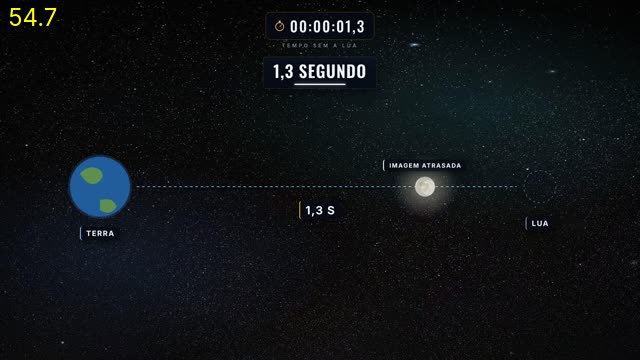 54.7
00:00:01,3
TEMPO SEM A LUA
1,3 SEGUNDO
IMAGEM ATRASADA
1,3 S
TERRA
LUA